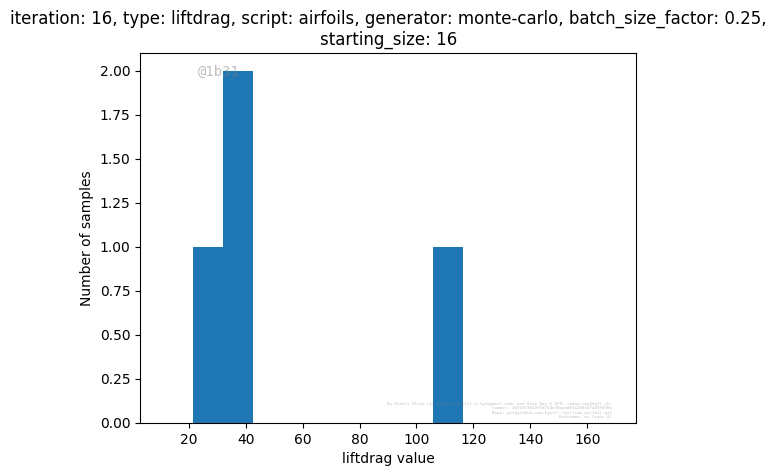 iteration: 16, type: liftdrag, script: airfoils, generator: monte-carlo, batch_size_factor: 0.25,
starting_size: 16
@1b31
2.00
1.75
1.50
1.25
1.00
0.75
0.50
0.25
0.00
Number of samples
20 40 60 80 100 120 140 160
liftdrag value